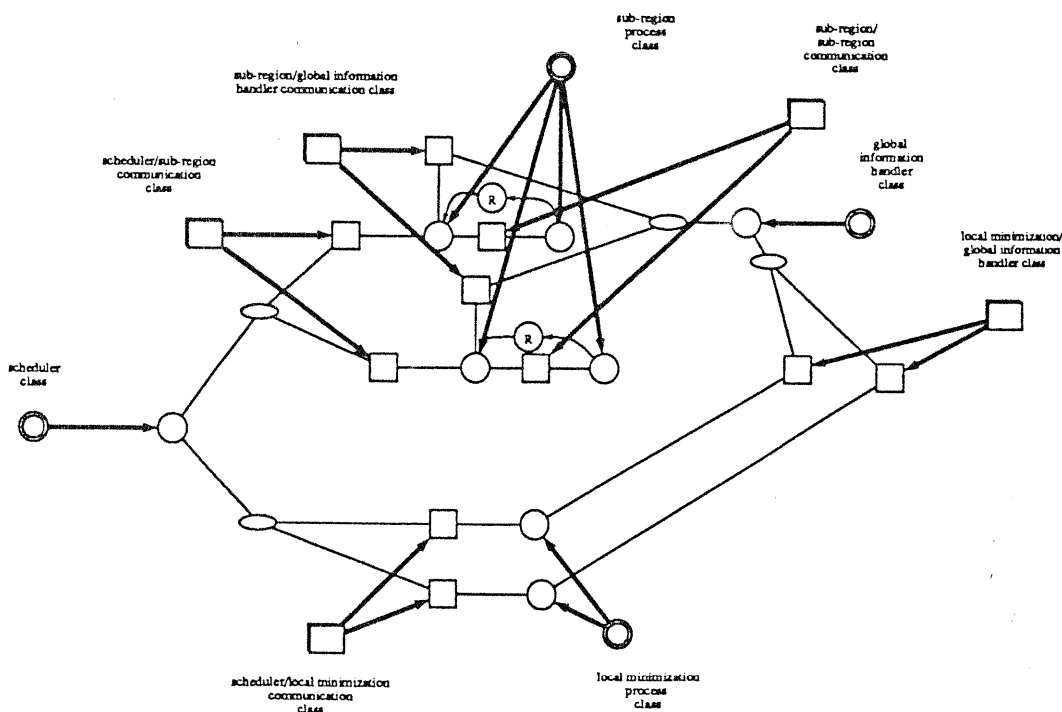 sub-region
process
class
sub-region/
sub-region
communication
class
sub-region/global information
handler communication class
scheduler/sub-region
communication
class
global
information
handler
class
R
local minimization/
global information
handler class
R
scheduler
class
scheduler/local minimization
communication
class
local minimization
process
class